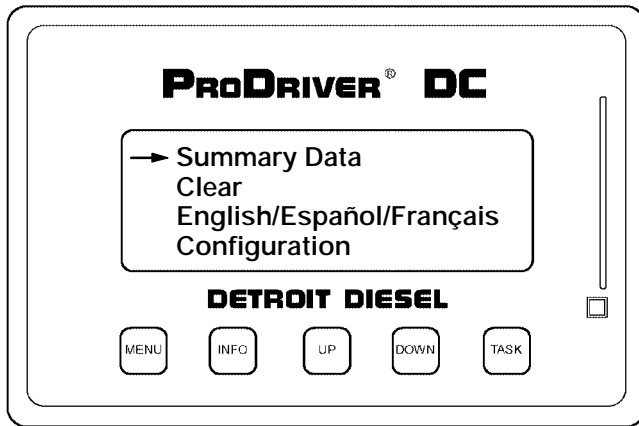 PRODRIVER® DC
Summary Data
Clear
English/Español/Français
Configuration
DETROIT DIESEL
MENU INFO UP DOWN TASK